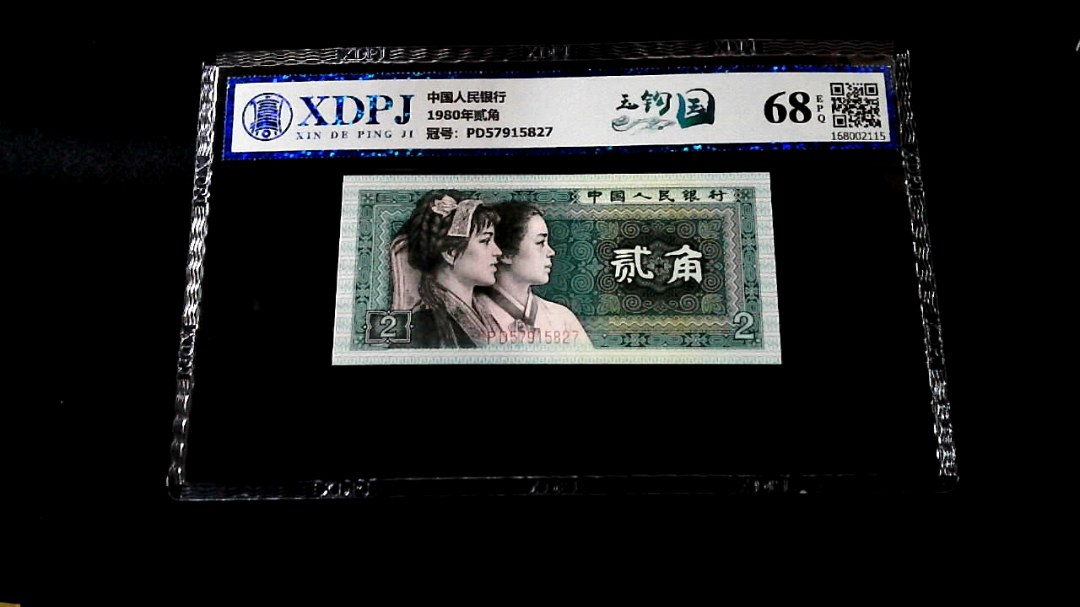 XDPJ
XIN DE PING JI
中国人民银行
1980年贰角
冠号：PD57915827
玉钩国
68
EPQ
168002115
中国人民银行
贰角
2
2
PD57915827